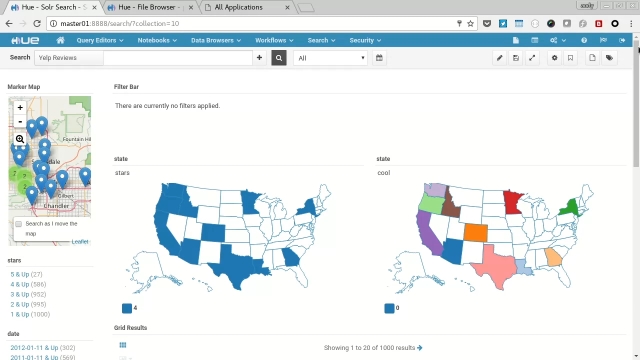 Hue - Solr Search - S
Hue - File Browser -
All Applications
master01:8888/search/?collection=10
HUE
Query Editors
Notebooks
Data Browsers
Workflows
Search
Security
Search
Yelp Reviews
All
Marker Map
Filter Bar
There are currently no filters applied.
Fountain Hill
Chandler
Gilbert
Search as I move the
map
Leaflet
state
stars
4
state
cool
0
stars
5 & Up (27)
4 & Up (586)
3 & Up (952)
2 & Up (995)
1 & Up (1000)
date
2012-01-11 & Up (302)
2011-01-11 & Up (569)
Grid Results
Showing 1 to 20 of 1000 results